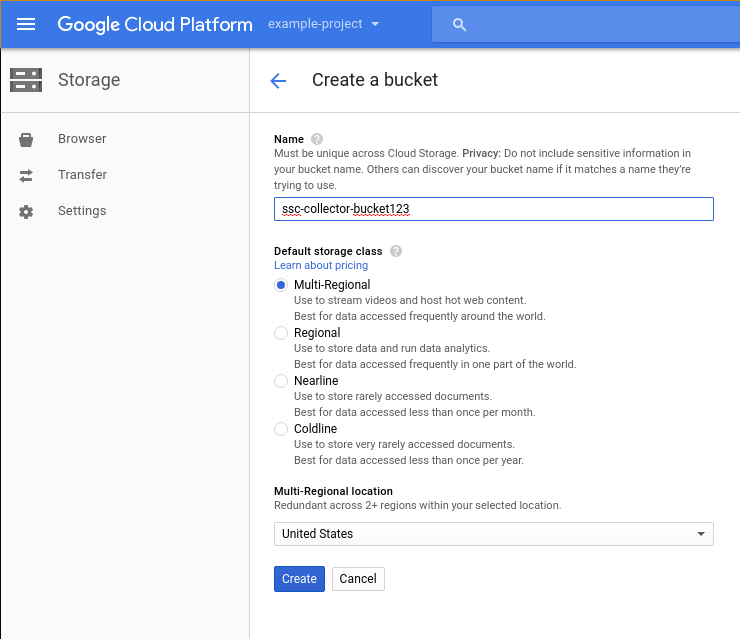 Google Cloud Platform example-project
Storage
Create a bucket
Browser
Transfer
Settings
Name ?
Must be unique across Cloud Storage. Privacy: Do not include sensitive information in
your bucket name. Others can discover your bucket name if it matches a name they're
trying to use.
ssc-collector-bucket123
Default storage class ?
Learn about pricing
Multi-Regional
Use to stream videos and host hot web content.
Best for data accessed frequently around the world.
Regional
Use to store data and run data analytics.
Best for data accessed frequently in one part of the world.
Nearline
Use to store rarely accessed documents.
Best for data accessed less than once per month.
Coldline
Use to store very rarely accessed documents.
Best for data accessed less than once per year.
Multi-Regional location
Redundant across 2+ regions within your selected location.
United States
Create Cancel